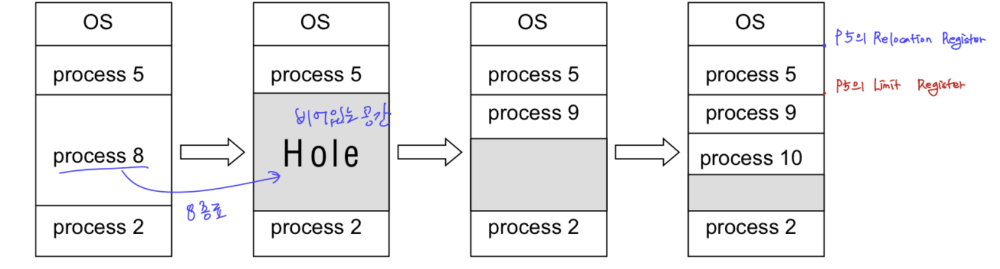 OS
process 5
process 8
process 2
8 종료
OS
process 5
비어있는 공간
Hole
process 2
OS
process 5
process 9
process 2
OS
process 5
process 9
process 10
process 2
P5의 Relocation Register
P5의 Limit Register